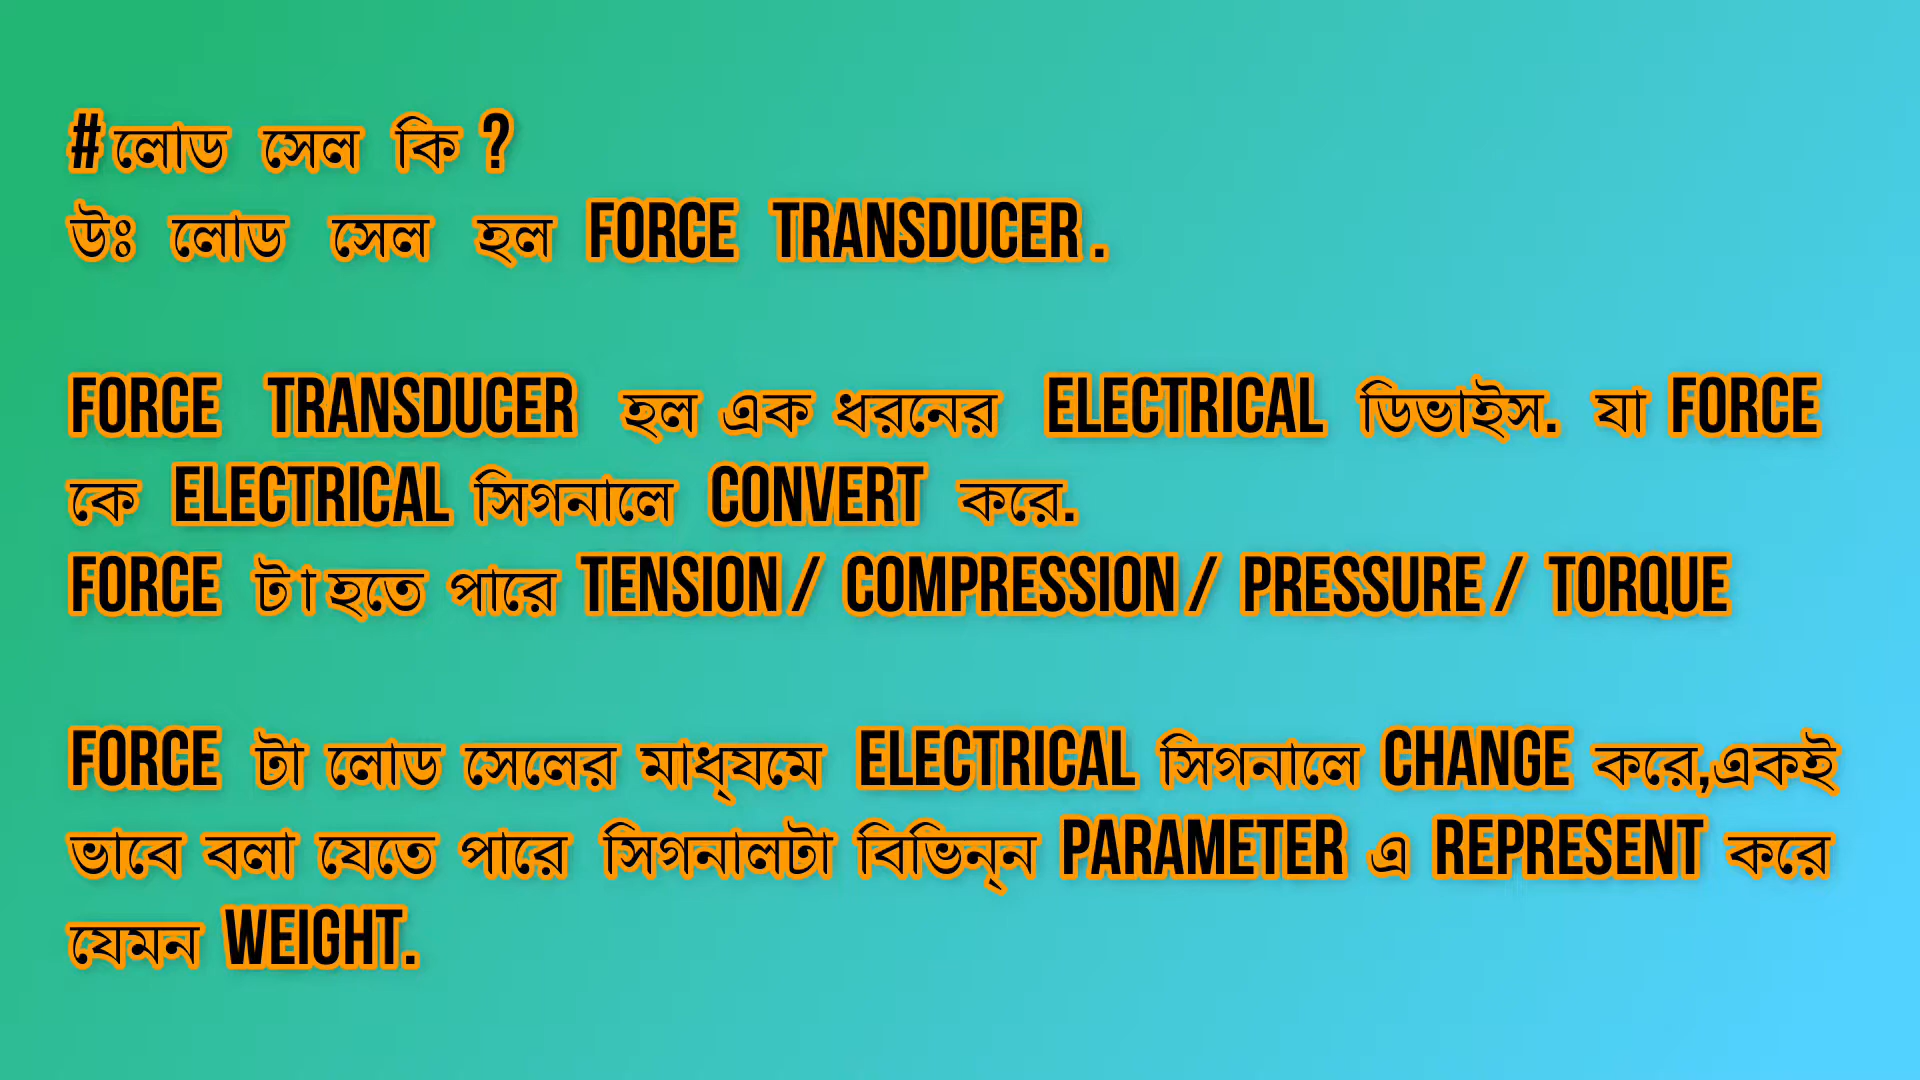 #লোড সেল কি ?
উঃ লোড সেল হল FORCE TRANSDUCER .
FORCE TRANSDUCER হল এক ধরনের ELECTRICAL ডিভাইস. যা FORCE
কে ELECTRICAL সিগনালে CONVERT করে.
FORCE টা হতে পারে TENSION / COMPRESSION / PRESSURE / TORQUE
FORCE টা লোড সেলের মাধ্যমে ELECTRICAL সিগনালে CHANGE করে,একই
ভাবে বলা যেতে পারে সিগনালটা বিভিন্ন PARAMETER এ REPRESENT করে
যেমন WEIGHT.